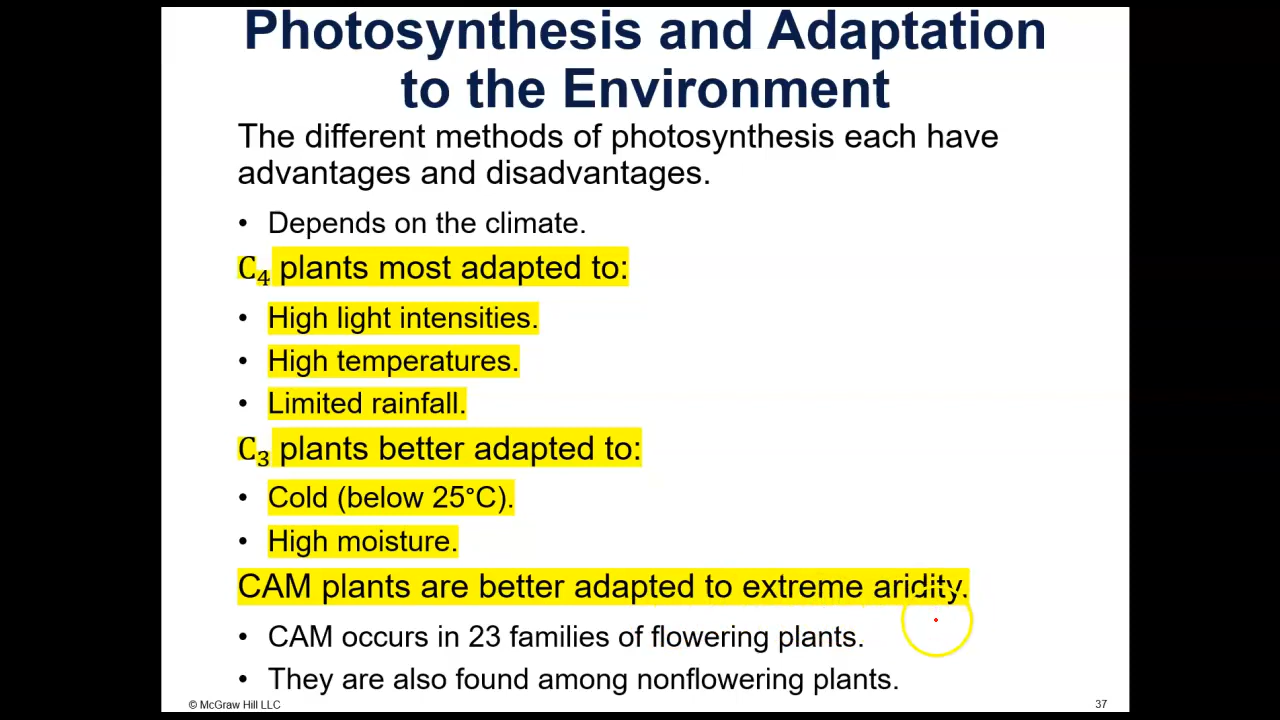 Photosynthesis and Adaptation
to the Environment
The different methods of photosynthesis each have
advantages and disadvantages.
• Depends on the climate.
C₄ plants most adapted to:
• High light intensities.
• High temperatures.
• Limited rainfall.
C₃ plants better adapted to:
• Cold (below 25°C).
• High moisture.
CAM plants are better adapted to extreme aridity.
• CAM occurs in 23 families of flowering plants.
• They are also found among nonflowering plants.
© McGraw Hill LLC
37